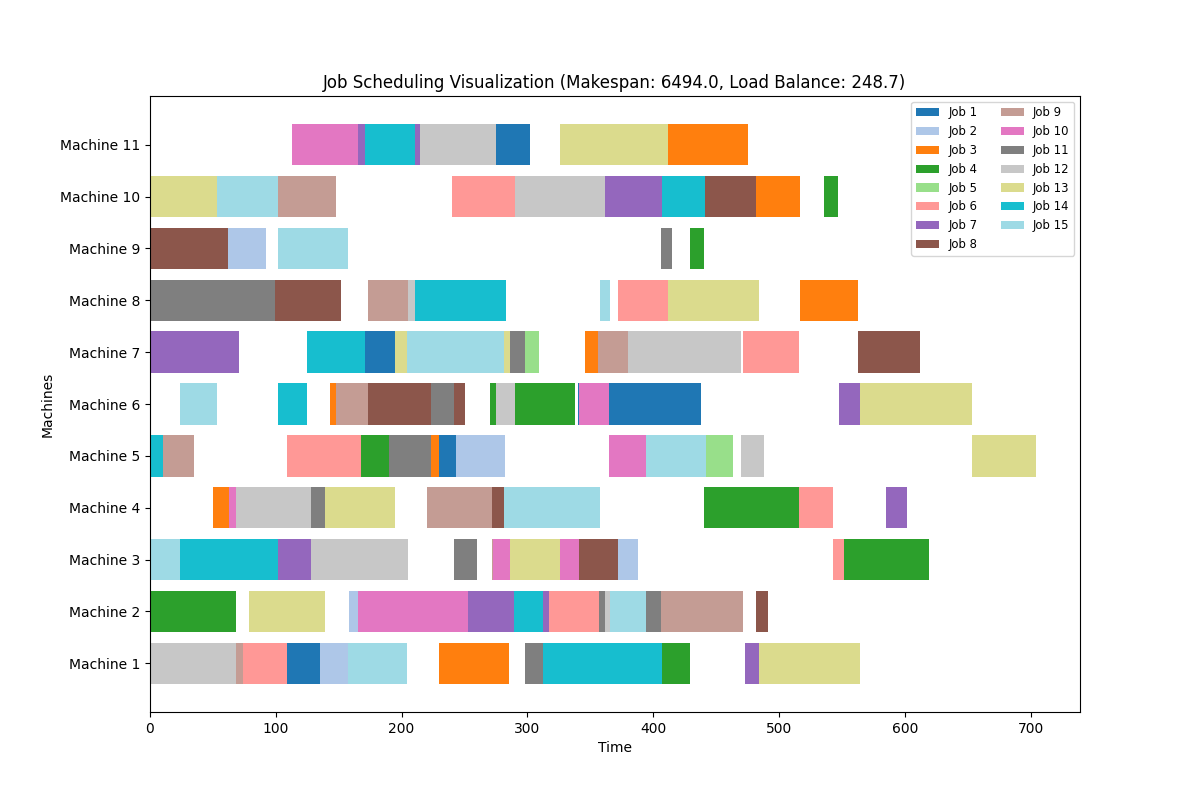 Job Scheduling Visualization (Makespan: 6494.0, Load Balance: 248.7)
Machines
Machine 11
Machine 10
Machine 9
Machine 8
Machine 7
Machine 6
Machine 5
Machine 4
Machine 3
Machine 2
Machine 1
Job 1
Job 2
Job 3
Job 4
Job 5
Job 6
Job 7
Job 8
Job 9
Job 10
Job 11
Job 12
Job 13
Job 14
Job 15
0 100 200 300 400 500 600 700
Time